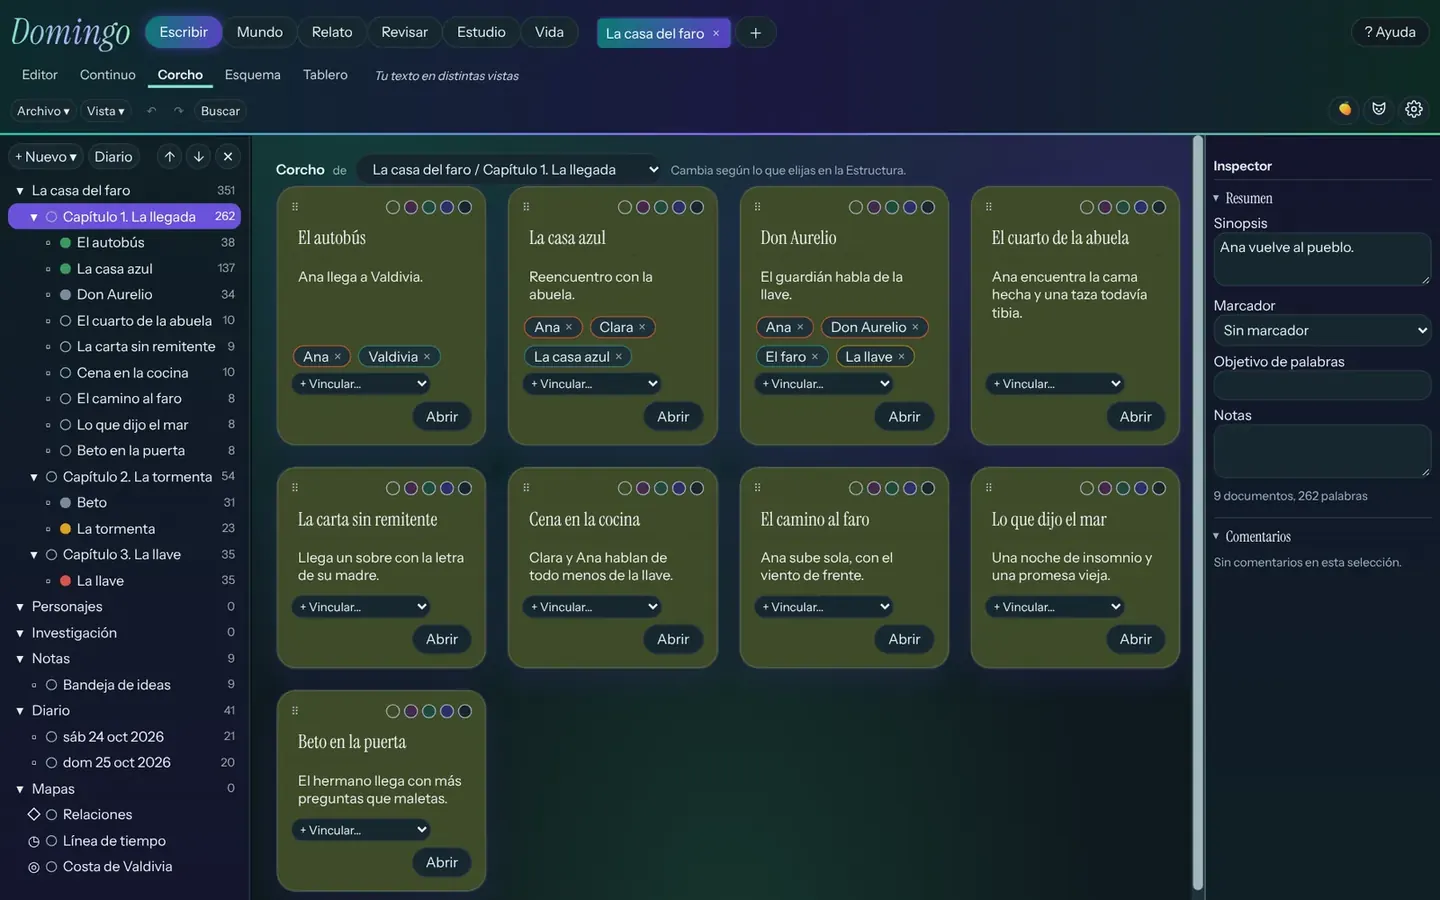 Domingo
Escribir
Mundo
Relato
Revisar
Estudio
Vida
La casa del faro ×
+
? Ayuda
Editor
Continuo
Corcho
Esquema
Tablero
Tu texto en distintas vistas
Archivo ▾
Vista ▾
Buscar
+ Nuevo ▾
Diario
La casa del faro 351
Capítulo 1. La llegada 262
El autobús 38
La casa azul 137
Don Aurelio 34
El cuarto de la abuela 10
La carta sin remitente 9
Cena en la cocina 10
El camino al faro 8
Lo que dijo el mar 8
Beto en la puerta 8
Capítulo 2. La tormenta 54
Beto 31
La tormenta 23
Capítulo 3. La llave 35
La llave 35
Personajes 0
Investigación 0
Notas 9
Bandeja de ideas 9
Diario 41
sáb 24 oct 2026 21
dom 25 oct 2026 20
Mapas 0
Relaciones
Línea de tiempo
Costa de Valdivia
Corcho de La casa del faro / Capítulo 1. La llegada Cambia según lo que elijas en la Estructura.
El autobús
Ana llega a Valdivia.
Ana × Valdivia ×
+ Vincular...
Abrir
La casa azul
Reencuentro con la
abuela.
Ana × Clara ×
La casa azul ×
+ Vincular...
Abrir
Don Aurelio
El guardián habla de la
llave.
Ana × Don Aurelio ×
El faro × La llave ×
+ Vincular...
Abrir
El cuarto de la abuela
Ana encuentra la cama
hecha y una taza todavía
tibia.
+ Vincular...
Abrir
La carta sin remitente
Llega un sobre con la letra
de su madre.
+ Vincular...
Abrir
Cena en la cocina
Clara y Ana hablan de
todo menos de la llave.
+ Vincular...
Abrir
El camino al faro
Ana sube sola, con el
viento de frente.
+ Vincular...
Abrir
Lo que dijo el mar
Una noche de insomnio y
una promesa vieja.
+ Vincular...
Abrir
Beto en la puerta
El hermano llega con más
preguntas que maletas.
+ Vincular...
Abrir
Inspector
Resumen
Sinopsis
Ana vuelve al pueblo.
Marcador
Sin marcador
Objetivo de palabras
Notas
9 documentos, 262 palabras
Comentarios
Sin comentarios en esta selección.